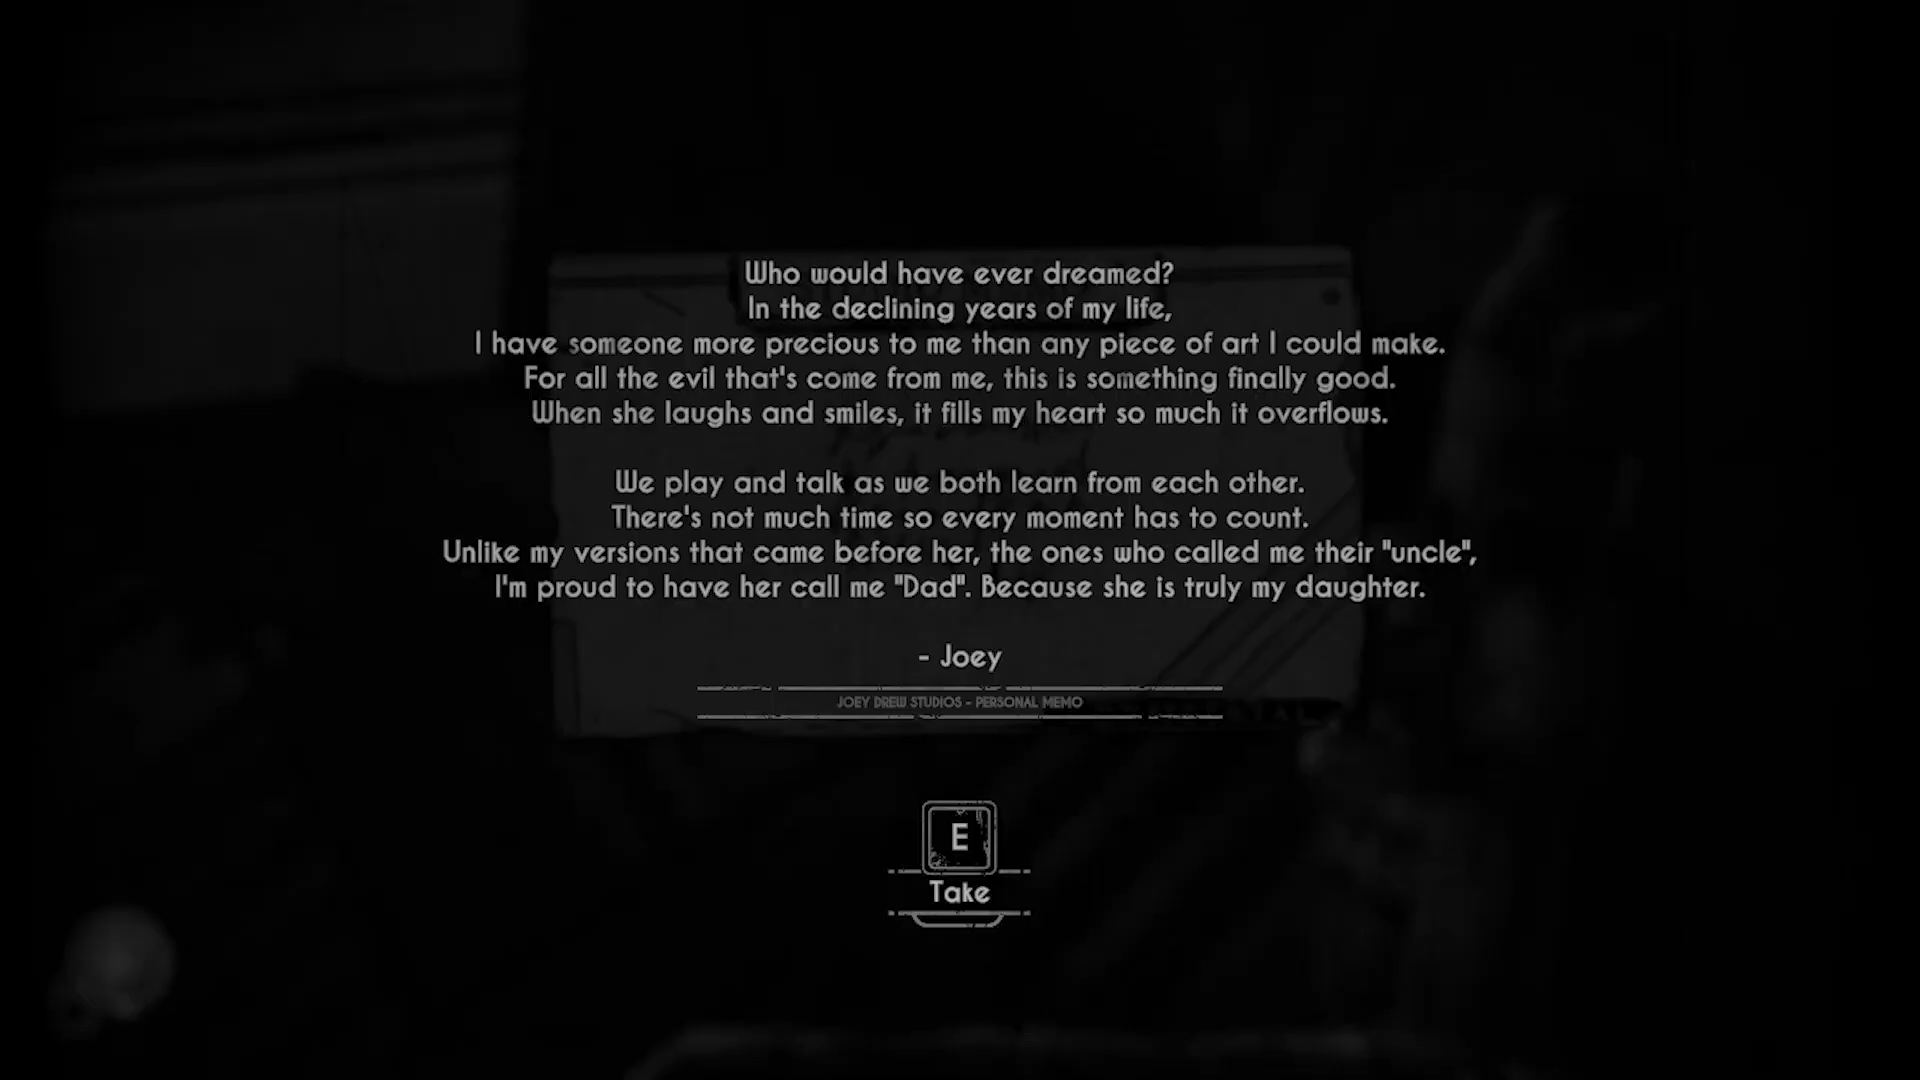 Who would have ever dreamed?
In the declining years of my life,
I have someone more precious to me than any piece of art I could make.
For all the evil that's come from me, this is something finally good.
When she laughs and smiles, it fills my heart so much it overflows.
We play and talk as we both learn from each other.
There's not much time so every moment has to count.
Unlike my versions that came before her, the ones who called me their "uncle",
I'm proud to have her call me "Dad". Because she is truly my daughter.
- Joey
JOEY DREW STUDIOS - PERSONAL MEMO
E
Take